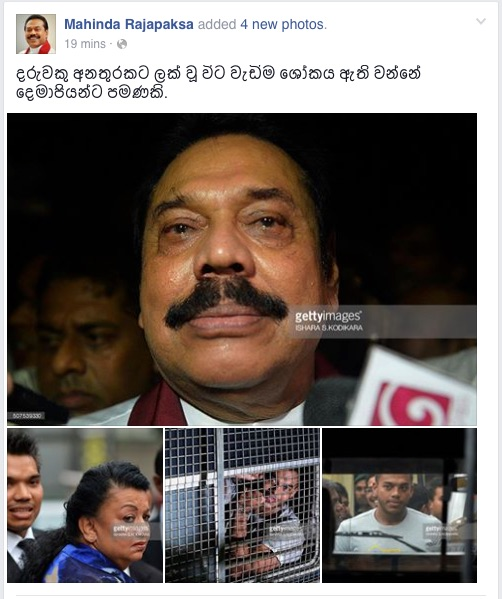 Mahinda Rajapaksa added 4 new photos.
19 mins ·
දරුවකු අනතුරකට ලක් වූ විට වැඩිම ශෝකය ඇති වන්නේ
දෙමාපියන්ට පමණකි.
gettyimages®
ISHARA S.KODIKARA
507539330
gettyimages
gettyimages
gettyimages